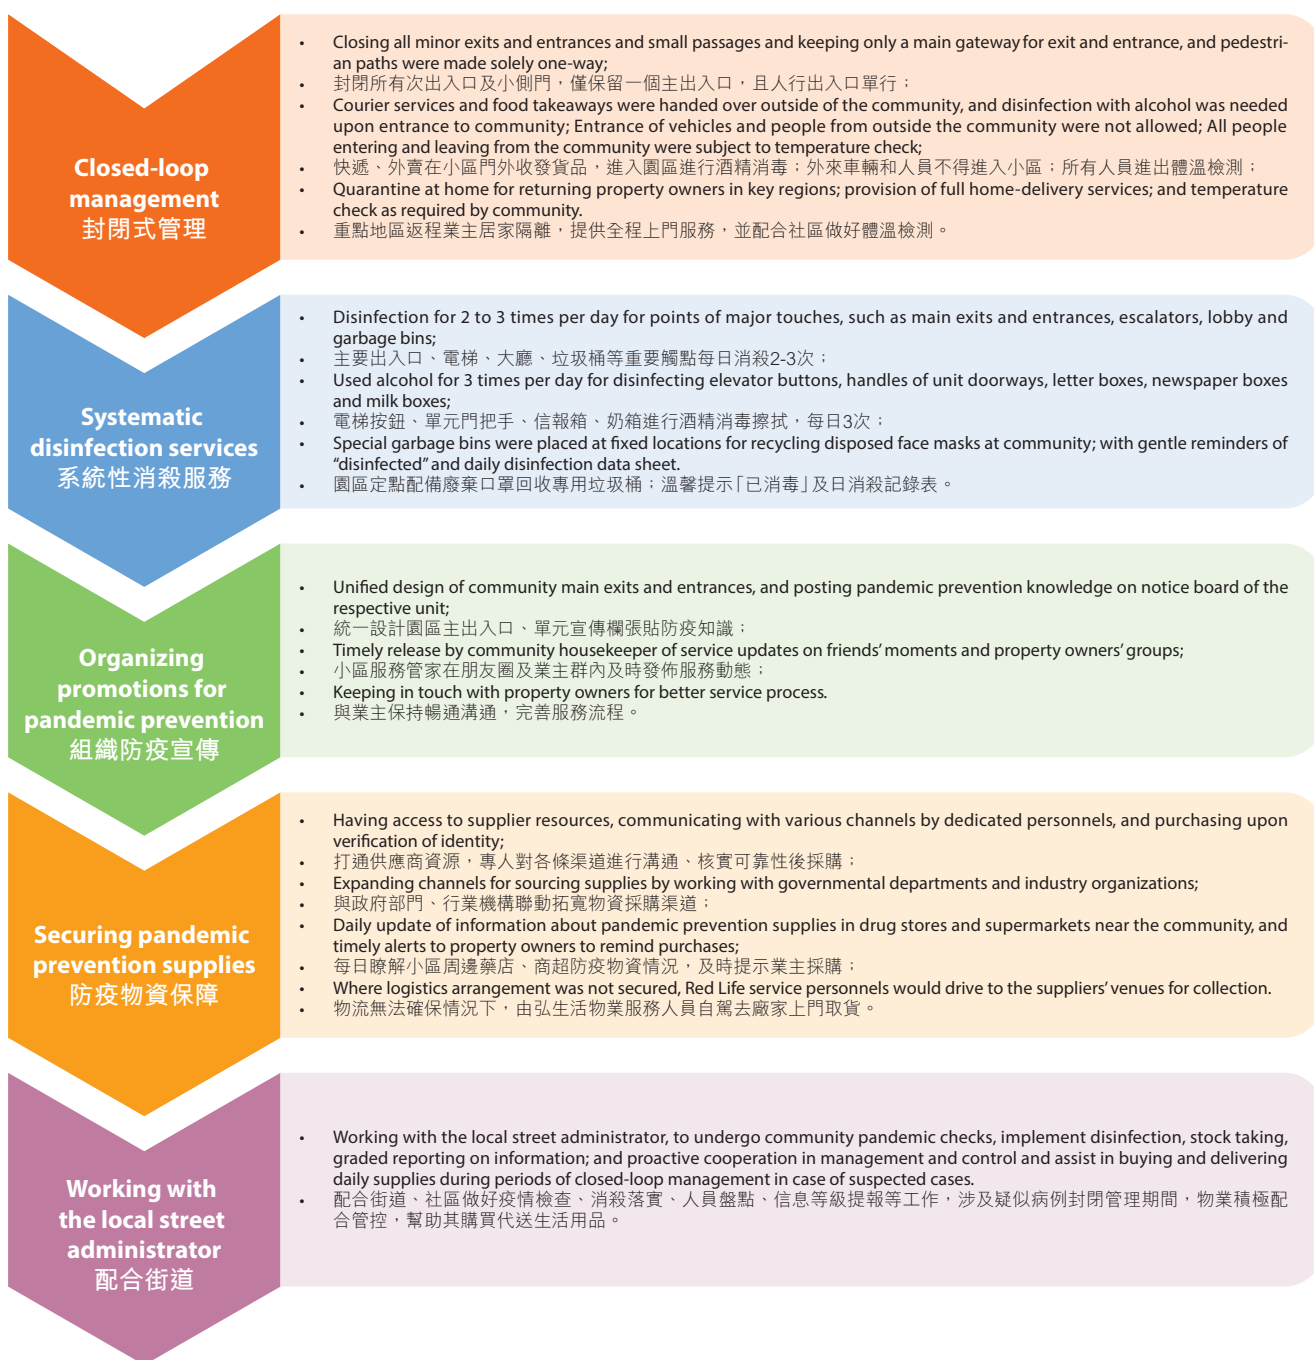 Closed-loop
management
封閉式管理
• Closing all minor exits and entrances and small passages and keeping only a main gateway for exit and entrance, and pedestri-
an paths were made solely one-way;
• 封閉所有次出入口及小側門，僅保留一個主出入口，且人行出入口單行；
• Courier services and food takeaways were handed over outside of the community, and disinfection with alcohol was needed
upon entrance to community; Entrance of vehicles and people from outside the community were not allowed; All people
entering and leaving from the community were subject to temperature check;
• 快遞、外賣在小區門外收發貨品，進入園區進行酒精消毒；外來車輛和人員不得進入小區；所有人員進出體溫檢測；
• Quarantine at home for returning property owners in key regions; provision of full home-delivery services; and temperature
check as required by community.
• 重點地區返程業主居家隔離，提供全程上門服務，並配合社區做好體溫檢測。
Systematic
disinfection services
系統性消殺服務
• Disinfection for 2 to 3 times per day for points of major touches, such as main exits and entrances, escalators, lobby and
garbage bins;
• 主要出入口、電梯、大廳、垃圾桶等重要觸點每日消殺2-3次；
• Used alcohol for 3 times per day for disinfecting elevator buttons, handles of unit doorways, letter boxes, newspaper boxes
and milk boxes;
• 電梯按鈕、單元門把手、信報箱、奶箱進行酒精消毒擦拭，每日3次；
• Special garbage bins were placed at fixed locations for recycling disposed face masks at community; with gentle reminders of
“disinfected” and daily disinfection data sheet.
• 園區定點配備廢棄口罩回收專用垃圾桶；溫馨提示「已消毒」及日消殺記錄表。
Organizing
promotions for
pandemic prevention
組織防疫宣傳
• Unified design of community main exits and entrances, and posting pandemic prevention knowledge on notice board of the
respective unit;
• 統一設計園區主出入口、單元宣傳欄張貼防疫知識；
• Timely release by community housekeeper of service updates on friends’ moments and property owners’ groups;
• 小區服務管家在朋友圈及業主群內及時發佈服務動態；
• Keeping in touch with property owners for better service process.
• 與業主保持暢通溝通，完善服務流程。
Securing pandemic
prevention supplies
防疫物資保障
• Having access to supplier resources, communicating with various channels by dedicated personnels, and purchasing upon
verification of identity;
• 打通供應商資源，專人對各條渠道進行溝通、核實可靠性後採購；
• Expanding channels for sourcing supplies by working with governmental departments and industry organizations;
• 與政府部門、行業機構聯動拓寬物資採購渠道；
• Daily update of information about pandemic prevention supplies in drug stores and supermarkets near the community, and
timely alerts to property owners to remind purchases;
• 每日瞭解小區周邊藥店、商超防疫物資情況，及時提示業主採購；
• Where logistics arrangement was not secured, Red Life service personnels would drive to the suppliers’ venues for collection.
• 物流無法確保情況下，由弘生活物業服務人員自駕去廠家上門取貨。
Working with
the local street
administrator
配合街道
• Working with the local street administrator, to undergo community pandemic checks, implement disinfection, stock taking,
graded reporting on information; and proactive cooperation in management and control and assist in buying and delivering
daily supplies during periods of closed-loop management in case of suspected cases.
• 配合街道、社區做好疫情檢查、消殺落實、人員盤點、信息等級提報等工作，涉及疑似病例封閉管理期間，物業積極配
合管控，幫助其購買代送生活用品。